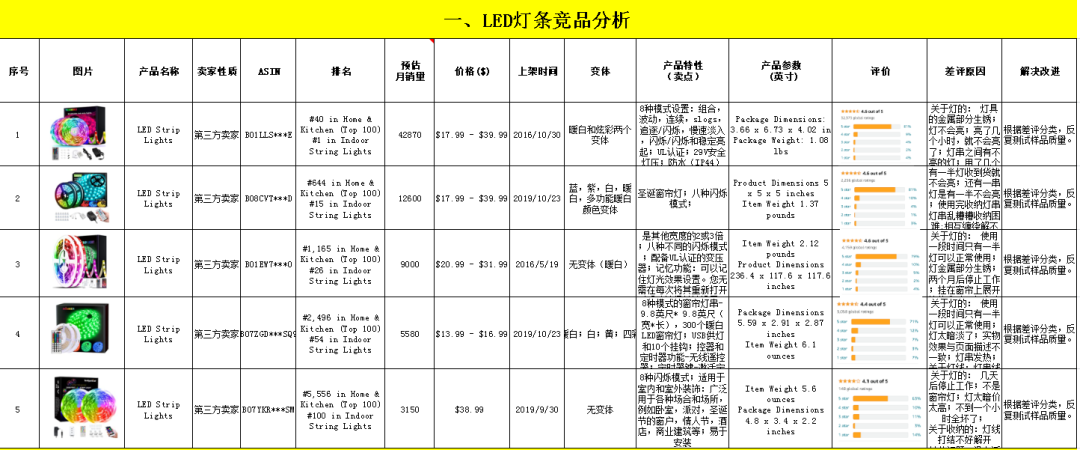 一、LED灯条竞品分析
序号 图片 产品名称 卖家性质 ASIN 排名 预估月销量 价格($) 上架时间 变体 产品特性（卖点） 产品参数（英寸） 评价 差评原因 解决改进
1
LED Strip
Lights
第三方卖家
B01LLS***E
#40 in Home &
Kitchen (Top 100)
#1 in Indoor
String Lights
42870
$17.99 - $39.99
2016/10/30
暖白和炫彩两个
变体
8种模式设置：组合，
波动，连续，slogs，
追逐/闪烁，慢速淡入
，闪烁/闪烁和稳定亮
起；UL认证；29V安全
灯压；防水（IP44）
Package Dimensions:
3.66 x 6.73 x 4.02 in
Package Weight: 1.08
lbs
4.6 out of 5
关于灯的： 灯具
的金属部分生锈；
灯不会亮；亮了几
个小时，就不会亮
了；灯串之间有不
亮的灯；用了几个
根据差评分类，反
复测试样品质量。
2
LED Strip
Lights
第三方卖家
B08CVT***D
#644 in Home &
Kitchen (Top 100)
#15 in Indoor
String Lights
12600
$17.99 - $39.99
2019/10/23
蓝，紫，白，暖
白，多功能暖白
颜色变体
圣诞窗帘灯；八种闪烁
模式；
Product Dimensions 5
x 5 x 5 inches
Item Weight 1.37
pounds
4.6 out of 5
有一半灯收到货就
不会亮；还有一串
灯是有一半不会亮
；使用完收纳灯串
灯串乱糟糟收纳困
难，相互缠绕解不
根据差评分类，反
复测试样品质量。
3
LED Strip
Lights
第三方卖家
B01EW7***O
#1,165 in Home &
Kitchen (Top 100)
#26 in Indoor
String Lights
9000
$20.99 - $31.99
2016/5/19
无变体（暖白）
是其他宽度的2或3倍
；八种不同的闪烁模式
；配备UL认证的变压
器；记忆功能：可以记
住灯光效果设置。您无
需在每次将其重新打开
Item Weight 2.12
pounds
Product Dimensions
236.4 x 117.6 x 117.6
inches
4.6 out of 5
关于灯的： 使用
一段时间只有一半
灯可以正常使用；
灯金属部分生锈；
两个月后停止工作
；挂在窗帘上展开
根据差评分类，反
复测试样品质量。
4
LED Strip
Lights
第三方卖家
B07ZGD***SQS
#2,496 in Home &
Kitchen (Top 100)
#54 in Indoor
String Lights
5580
$13.99 - $16.99
2019/10/23
暖白；白；黄；四彩
8种模式的窗帘灯串-
9.8英尺* 9.8英尺（
宽*长），300个暖白
LED窗帘灯；USB供灯
和10个挂钩；控器和
定时器功能-无线遥控
Package Dimensions
5.59 x 2.91 x 2.87
inches
Item Weight 6.1
ounces
4.4 out of 5
关于灯的： 使用
一段时间只有一半
灯可以正常使用；
灯太暗淡了；实物
效果与页面描述不
一致；灯串发热；
根据差评分类，反
复测试样品质量。
5
LED Strip
Lights
第三方卖家
B07YKR***SM
#5,556 in Home &
Kitchen (Top 100)
#100 in Indoor
String Lights
3150
$38.99
2019/9/30
无变体
8种闪烁模式；适用于
室内和室外装饰：广泛
用于各种场合和场所，
例如卧室，派对，圣诞
节的窗户，情人节，酒
店，商业建筑等；易于
安装
Item Weight 5.6
ounces
Package Dimensions
4.8 x 3.4 x 2.2
inches
4.3 out of 5
关于灯的： 几天
后停止工作；不是
窗帘灯；灯太暗价
太高；不到一个小
时全坏了；
关于收纳的：灯线
打结不好解开
根据差评分类，反
复测试样品质量。